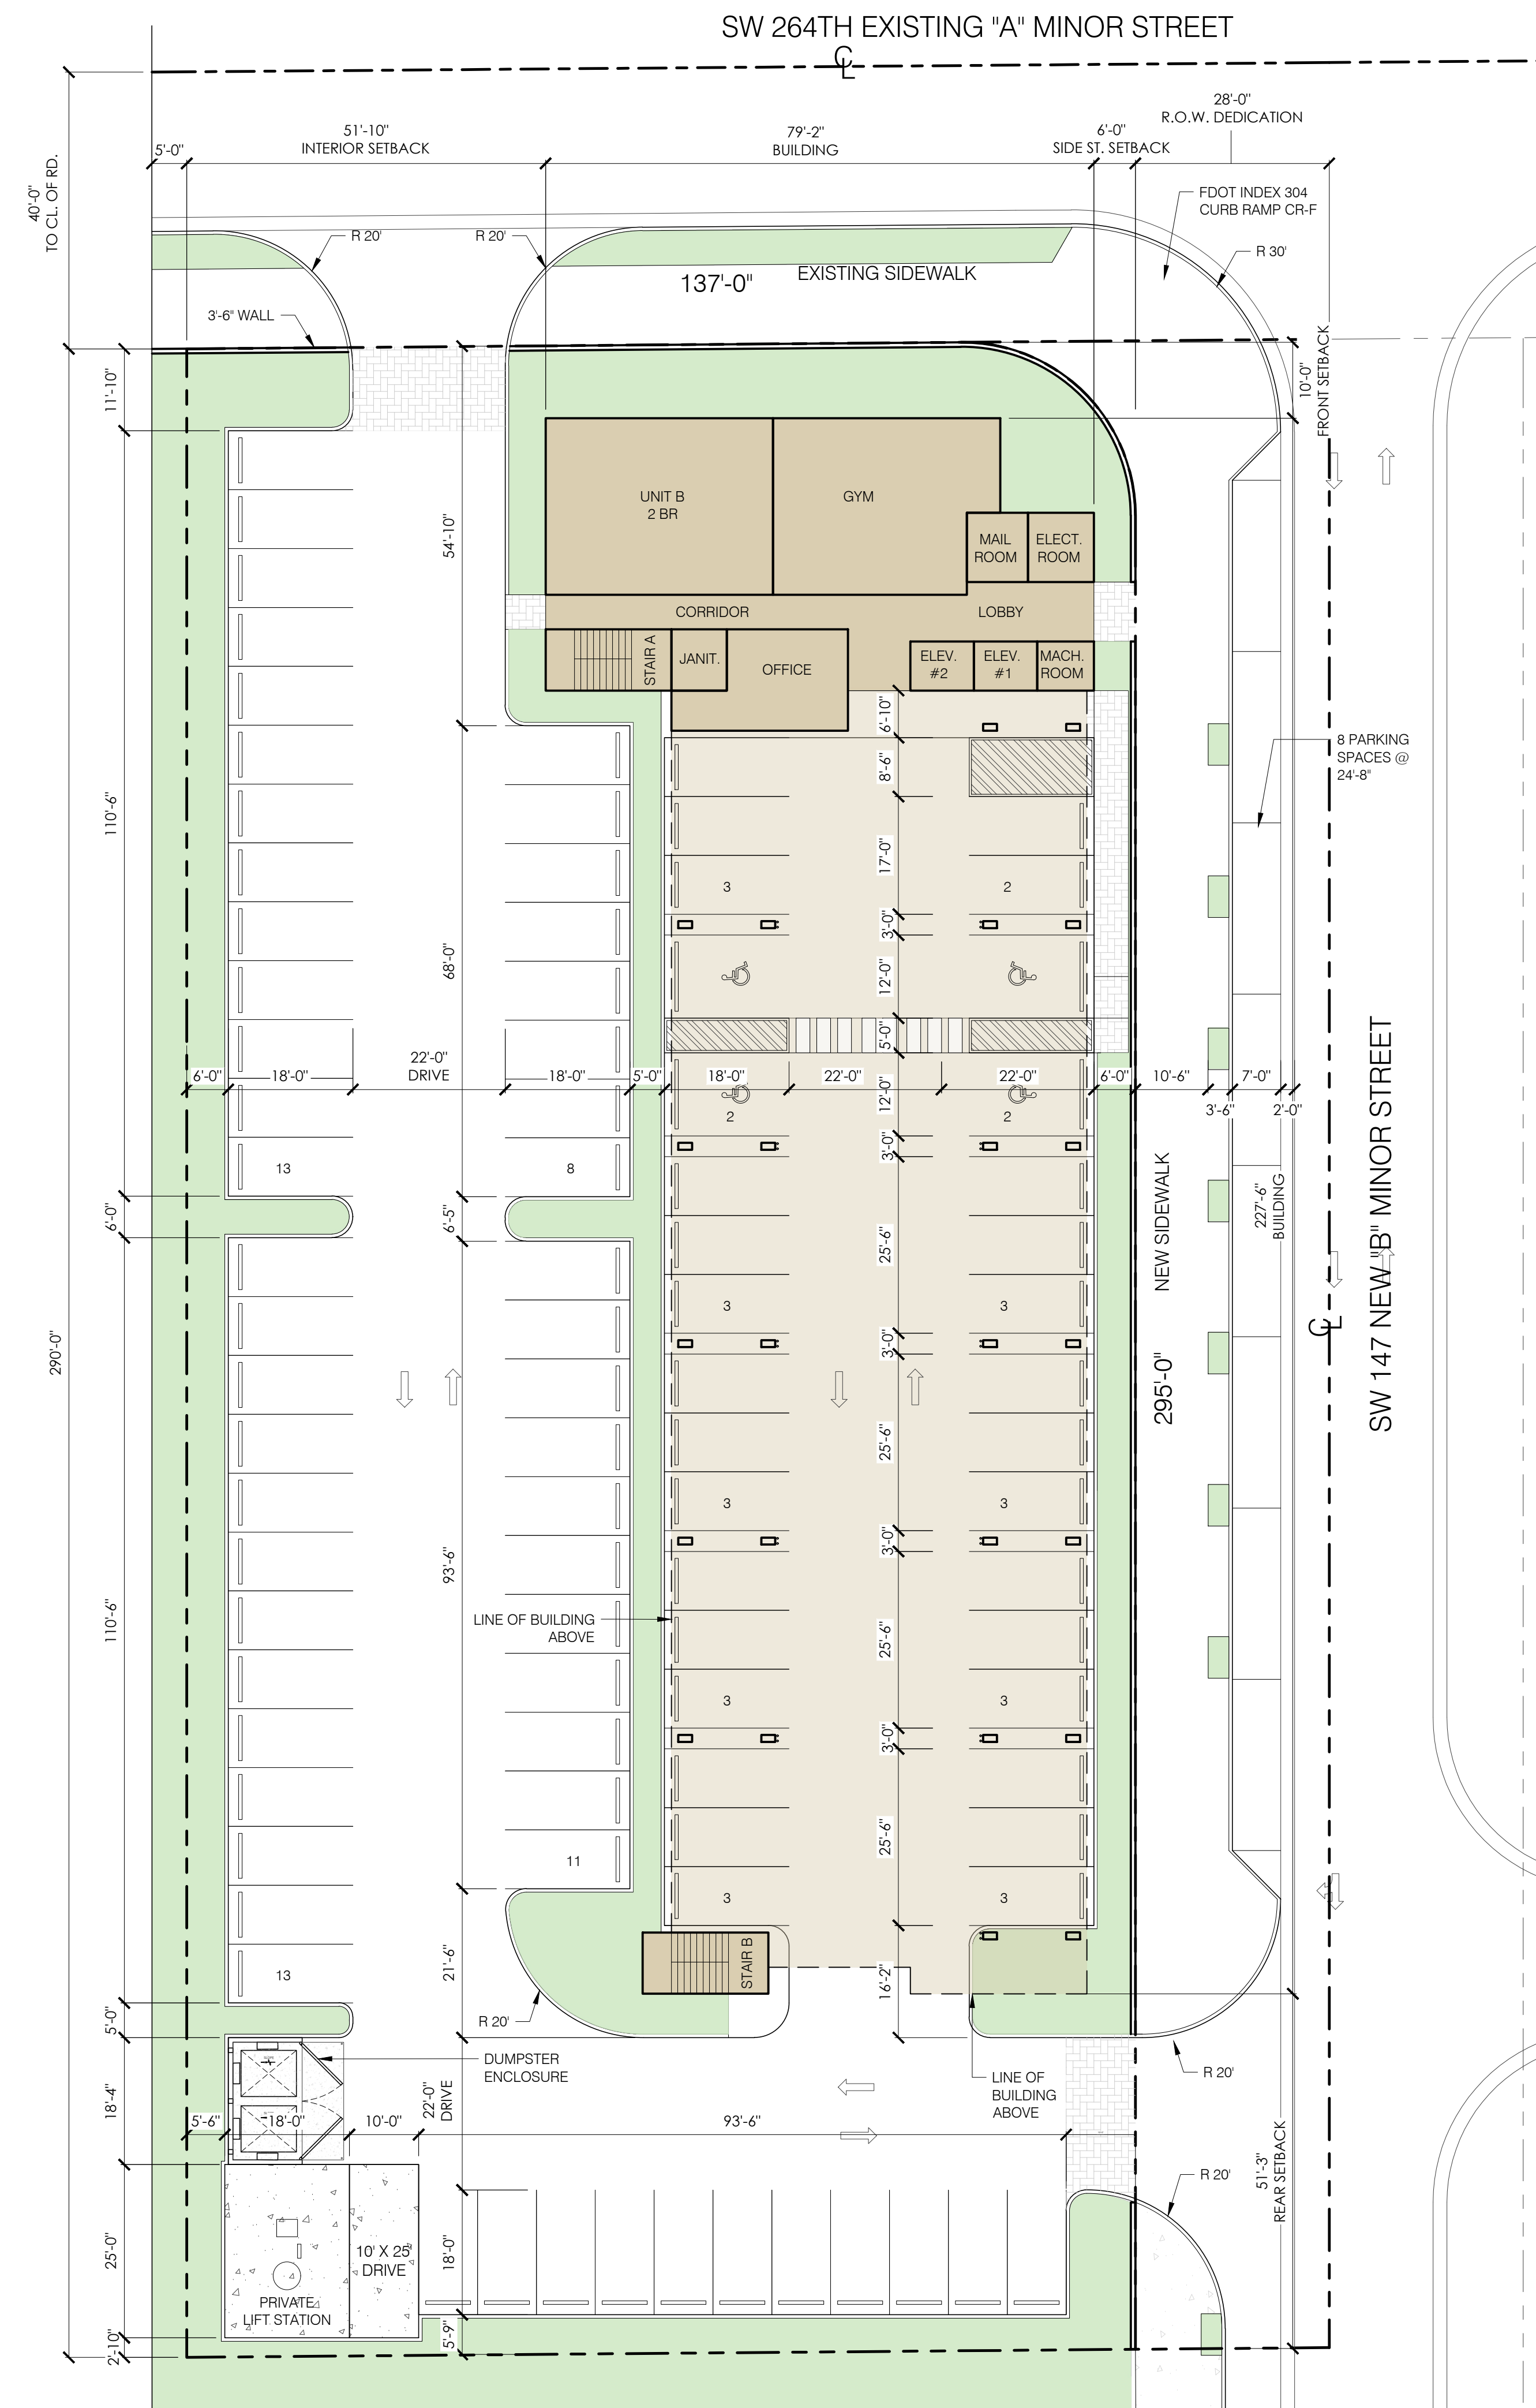 SW 264TH EXISTING "A" MINOR STREET
CL
28'-0"
R.O.W. DEDICATION
5'-0"
51'-10"
INTERIOR SETBACK
79'-2"
BUILDING
6'-0"
SIDE ST. SETBACK
40'-0"
TO CL. OF RD.
FDOT INDEX 304
CURB RAMP CR-F
R 20'
R 20'
R 30'
137'-0"
EXISTING SIDEWALK
3'-6" WALL
10'-0"
FRONT SETBACK
11'-10"
54'-10"
UNIT B
2 BR
GYM
MAIL
ROOM
ELECT.
ROOM
CORRIDOR
LOBBY
STAIR A
JANIT.
OFFICE
ELEV.
#2
ELEV.
#1
MACH.
ROOM
6'-10"
8'-6"
8 PARKING
SPACES @
24'-8"
110'-6"
17'-0"
3
2
3'-0"
68'-0"
12'-0"
5'-0"
6'-0"
18'-0"
22'-0"
DRIVE
18'-0"
5'-0"
18'-0"
22'-0"
12'-0"
22'-0"
6'-0"
10'-6"
3'-6"
7'-0"
2'-0"
2
2
3'-0"
13
8
6'-0"
6'-5"
25'-6"
NEW SIDEWALK
227'-6"
BUILDING
SW 147 NEW "B" MINOR STREET
CL
3
3
3'-0"
290'-0"
295'-0"
25'-6"
3
3
3'-0"
110'-6"
93'-6"
LINE OF BUILDING
ABOVE
25'-6"
3
3
3'-0"
25'-6"
11
3
3
13
21'-6"
STAIR B
16'-2"
R 20'
5'-0"
DUMPSTER
ENCLOSURE
LINE OF
BUILDING
ABOVE
R 20'
18'-4"
22'-0"
DRIVE
5'-6"
18'-0"
10'-0"
93'-6"
51'-3"
REAR SETBACK
R 20'
25'-0"
18'-0"
10' X 25'
DRIVE
PRIVATE
LIFT STATION
2'-10"
5'-9"